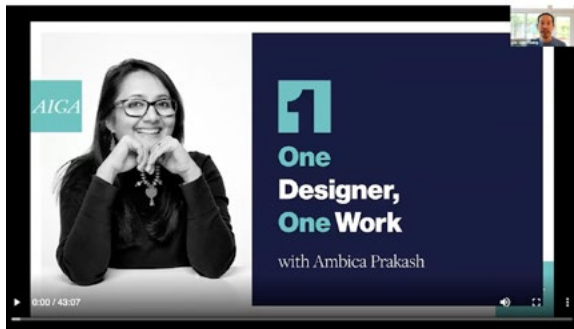 AIGA
1
One
Designer,
One Work
with Ambica Prakash
0:00 / 43:07